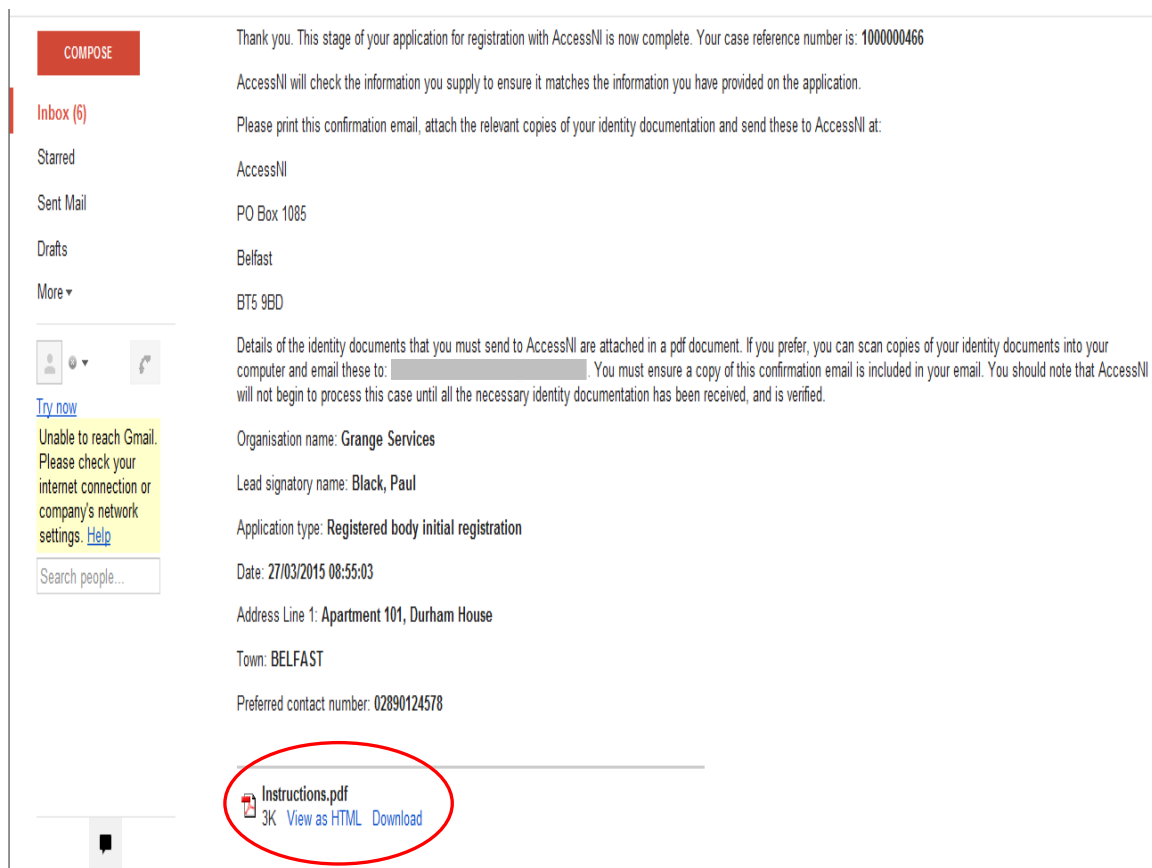 COMPOSE
Inbox (6)
Starred
Sent Mail
Drafts
More
Try now
Unable to reach Gmail.
Please check your
internet connection or
company's network
settings. Help
Search people...
Thank you. This stage of your application for registration with AccessNI is now complete. Your case reference number is: 1000000466
AccessNI will check the information you supply to ensure it matches the information you have provided on the application.
Please print this confirmation email, attach the relevant copies of your identity documentation and send these to AccessNI at:
AccessNI
PO Box 1085
Belfast
BT5 9BD
Details of the identity documents that you must send to AccessNI are attached in a pdf document. If you prefer, you can scan copies of your identity documents into your
computer and email these to: . You must ensure a copy of this confirmation email is included in your email. You should note that AccessNI
will not begin to process this case until all the necessary identity documentation has been received, and is verified.
Organisation name: Grange Services
Lead signatory name: Black, Paul
Application type: Registered body initial registration
Date: 27/03/2015 08:55:03
Address Line 1: Apartment 101, Durham House
Town: BELFAST
Preferred contact number: 02890124578
Instructions.pdf
3K View as HTML Download